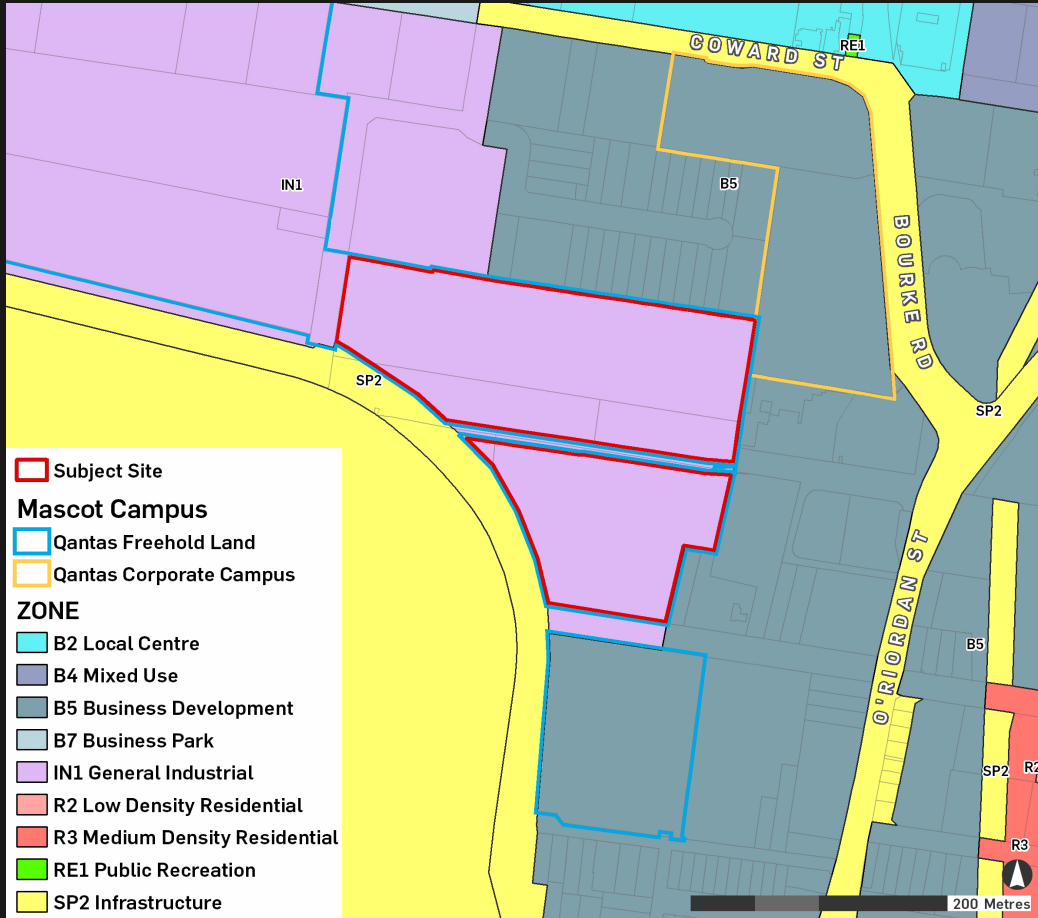 COWARD ST
RE1
IN1
B5
BOURKE RD
SP2
SP2
Subject Site
Mascot Campus
Qantas Freehold Land
Qantas Corporate Campus
ZONE
B2 Local Centre
B4 Mixed Use
B5 Business Development
B7 Business Park
IN1 General Industrial
R2 Low Density Residential
R3 Medium Density Residential
RE1 Public Recreation
SP2 Infrastructure
O'RIORDAN ST
B5
SP2
R2
R3
200 Metres